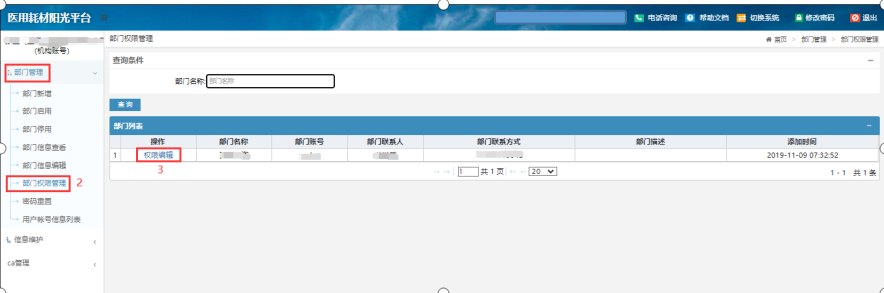 医用耗材阳光平台
电话咨询 帮助文档 切换系统 修改密码 退出
(机构账号)
部门权限管理
首页 > 部门管理 > 部门权限管理
部门管理
部门新增
部门启用
部门停用
部门信息查看
部门信息编辑
部门权限管理 2
密码重置
用户帐号信息列表
信息维护
ca管理
查询条件
部门名称: 部门名称
查 询
部门列表
操作 部门名称 部门账号 部门联系人 部门联系方式 部门描述 添加时间
1 权限编辑 2019-11-09 07:32:52
3
1 共 1 页 20
1 - 1 共 1 条